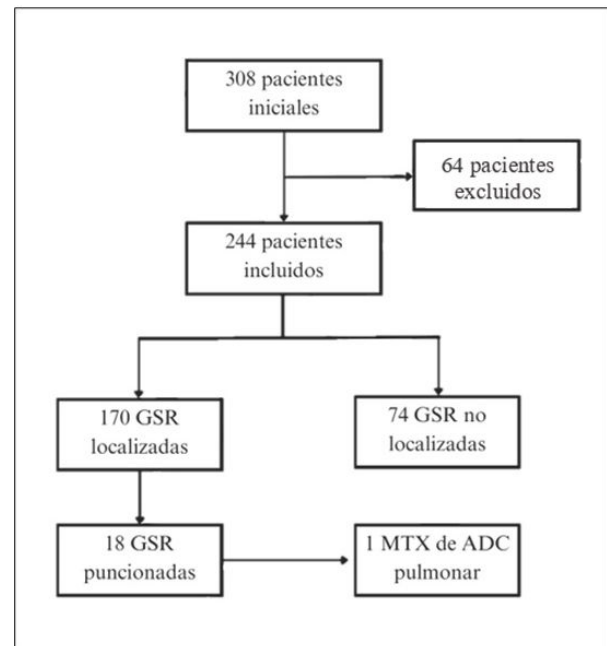 308 pacientes
iniciales
64 pacientes
excluidos
244 pacientes
incluidos
170 GSR
localizadas
74 GSR no
localizadas
18 GSR
puncionadas
1 MTX de ADC
pulmonar